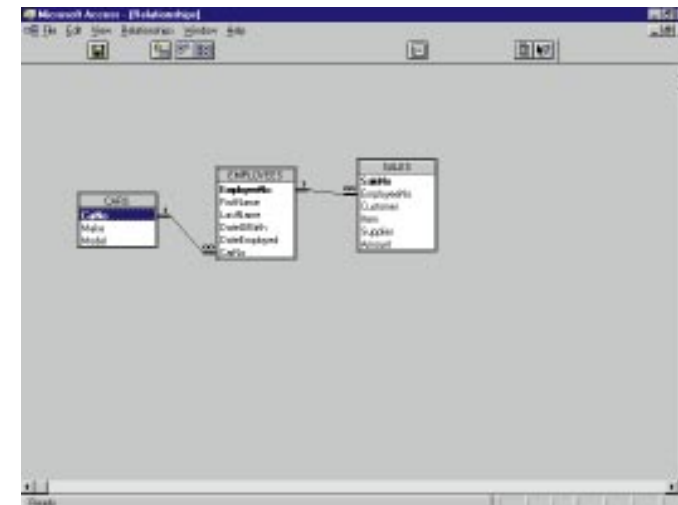 Microsoft Access - [Relationships]
File Edit View Relationships Window Help
CARS
CarNo
Make
Model
1
∞
EMPLOYEES
EmployeeNo
FirstName
LastName
DateOfBirth
DateEmployed
CarNo
1
∞
SALES
SaleNo
EmployeeNo
Customer
Item
Supplier
Amount
Ready